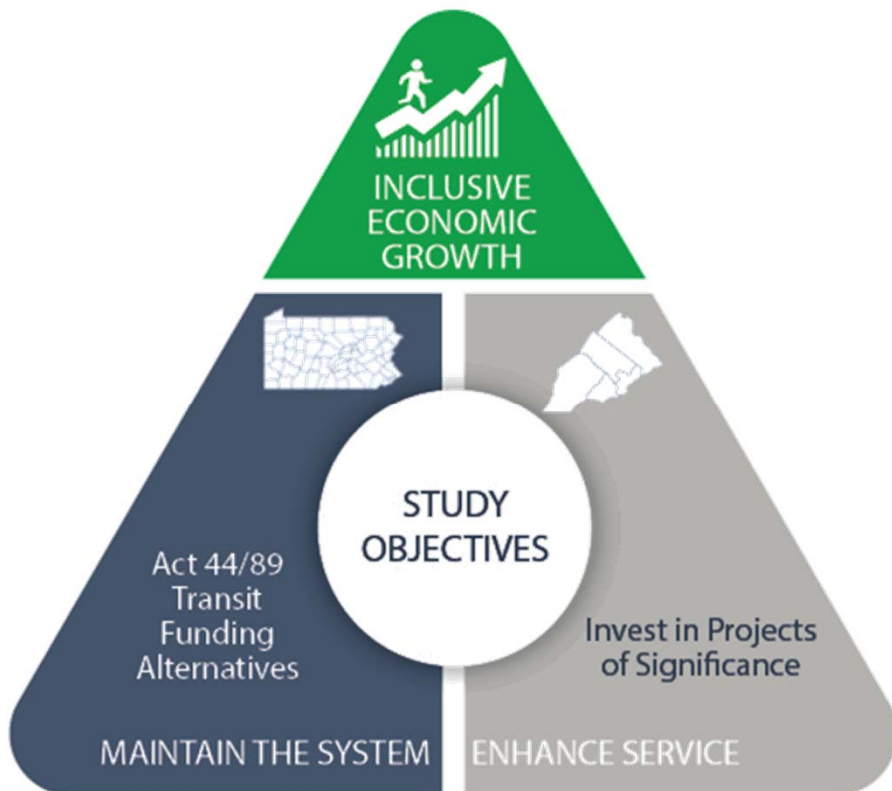 INCLUSIVE
ECONOMIC
GROWTH
STUDY
OBJECTIVES
Act 44/89
Transit
Funding
Alternatives
Invest in Projects
of Significance
MAINTAIN THE SYSTEM
ENHANCE SERVICE